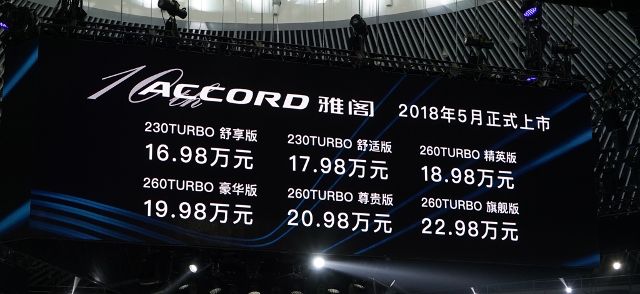 10th ACCORD 雅阁 2018年5月正式上市
230TURBO 舒享版 230TURBO 舒适版 260TURBO 精英版
16.98万元 17.98万元 18.98万元
260TURBO 豪华版 260TURBO 尊贵版 260TURBO 旗舰版
19.98万元 20.98万元 22.98万元